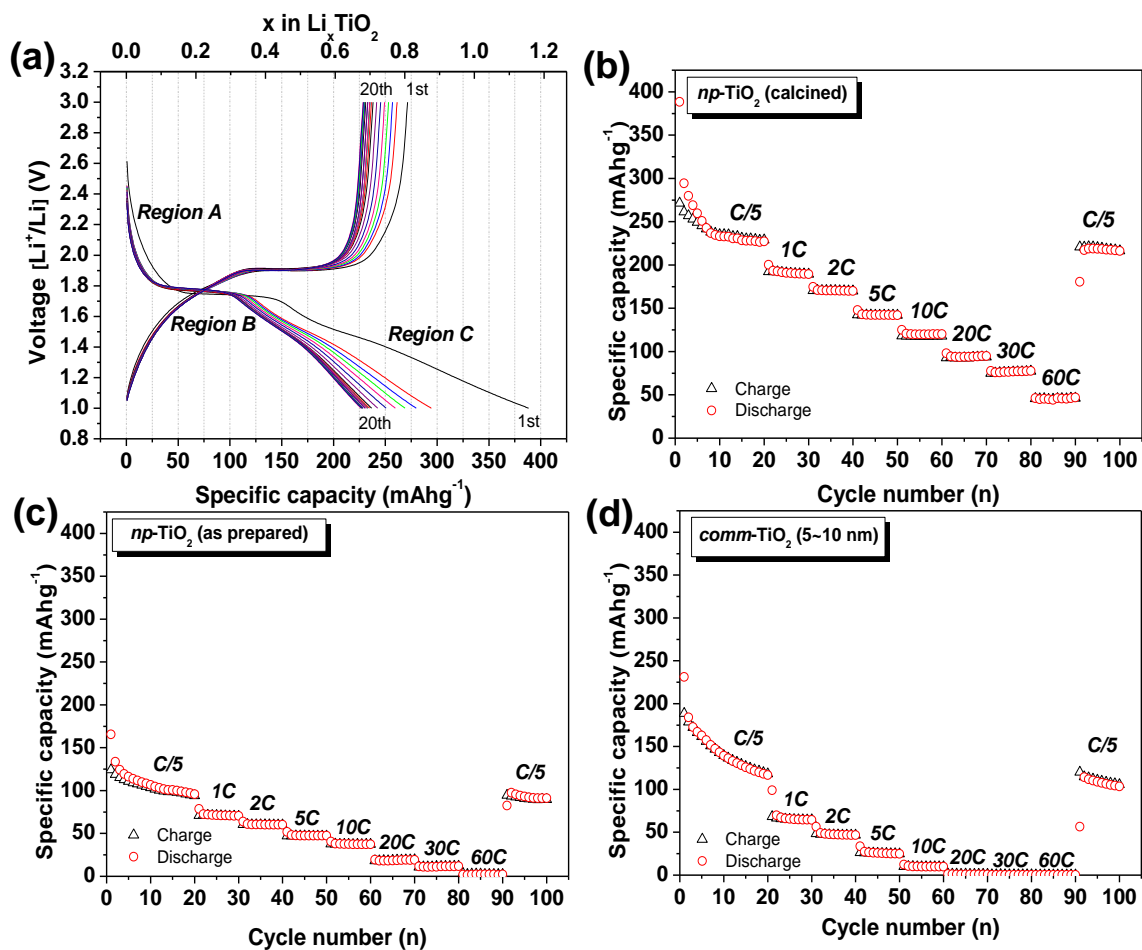 x in LiₓTiO₂
0.0 0.2 0.4 0.6 0.8 1.0 1.2
(a)
Voltage [Li⁺/Li] (V)
3.2
3.0
2.8
2.6
2.4
2.2
2.0
1.8
1.6
1.4
1.2
1.0
0.8
20th 1st
Region A
Region B
Region C
20th 1st
0 50 100 150 200 250 300 350 400
Specific capacity (mAhg⁻¹)
(b)
np-TiO₂ (calcined)
Specific capacity (mAhg⁻¹)
400
350
300
250
200
150
100
50
0
C/5
1C
2C
5C
10C
20C
30C
60C
C/5
Charge
Discharge
0 10 20 30 40 50 60 70 80 90 100
Cycle number (n)
(c)
np-TiO₂ (as prepared)
Specific capacity (mAhg⁻¹)
400
350
300
250
200
150
100
50
0
C/5
1C
2C
5C
10C
20C
30C
60C
C/5
Charge
Discharge
0 10 20 30 40 50 60 70 80 90 100
Cycle number (n)
(d)
comm-TiO₂ (5~10 nm)
Specific capacity (mAhg⁻¹)
400
350
300
250
200
150
100
50
0
C/5
1C
2C
5C
10C
20C
30C
60C
C/5
Charge
Discharge
0 10 20 30 40 50 60 70 80 90 100
Cycle number (n)